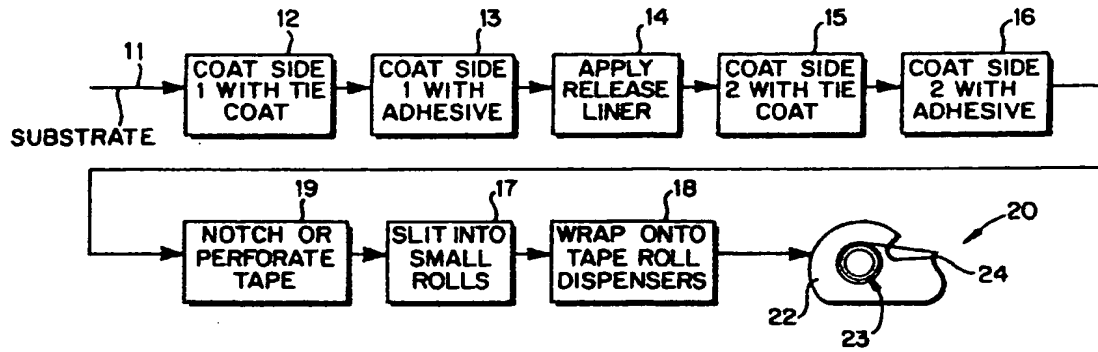 12
13
14
15
16
11
COAT SIDE
1 WITH TIE
COAT
COAT SIDE
1 WITH
ADHESIVE
APPLY
RELEASE
LINER
COAT SIDE
2 WITH TIE
COAT
COAT SIDE
2 WITH
ADHESIVE
SUBSTRATE
19
17
18
20
NOTCH OR
PERFORATE
TAPE
SLIT INTO
SMALL
ROLLS
WRAP ONTO
TAPE ROLL
DISPENSERS
24
22
23